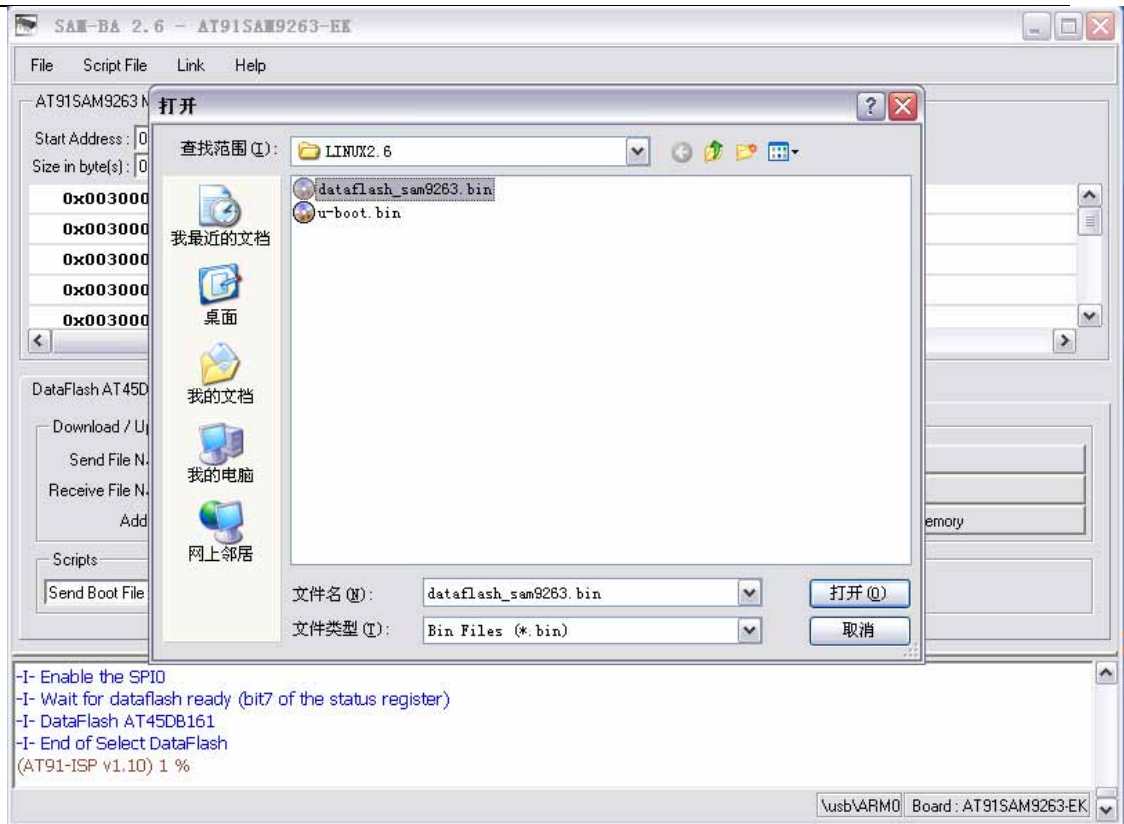 SAM-BA 2.6 - AT91SAM9263-EK
File Script File Link Help
AT91SAM9263 M
打开
Start Address : 0
查找范围(I): LINUX2.6
Size in byte(s) : 0
0x003000
0x003000
0x003000
0x003000
0x003000
dataflash_sam9263.bin
u-boot.bin
我最近的文档
桌面
我的文档
我的电脑
网上邻居
DataFlash AT45D
Download / Up
Send File N
Receive File N
Add
emory
Scripts
Send Boot File
文件名(N): dataflash_sam9263.bin 打开(O)
文件类型(T): Bin Files (*.bin) 取消
-I- Enable the SPI0
-I- Wait for dataflash ready (bit7 of the status register)
-I- DataFlash AT45DB161
-I- End of Select DataFlash
(AT91-ISP v1.10) 1 %
\usb\ARM0 Board : AT91SAM9263-EK